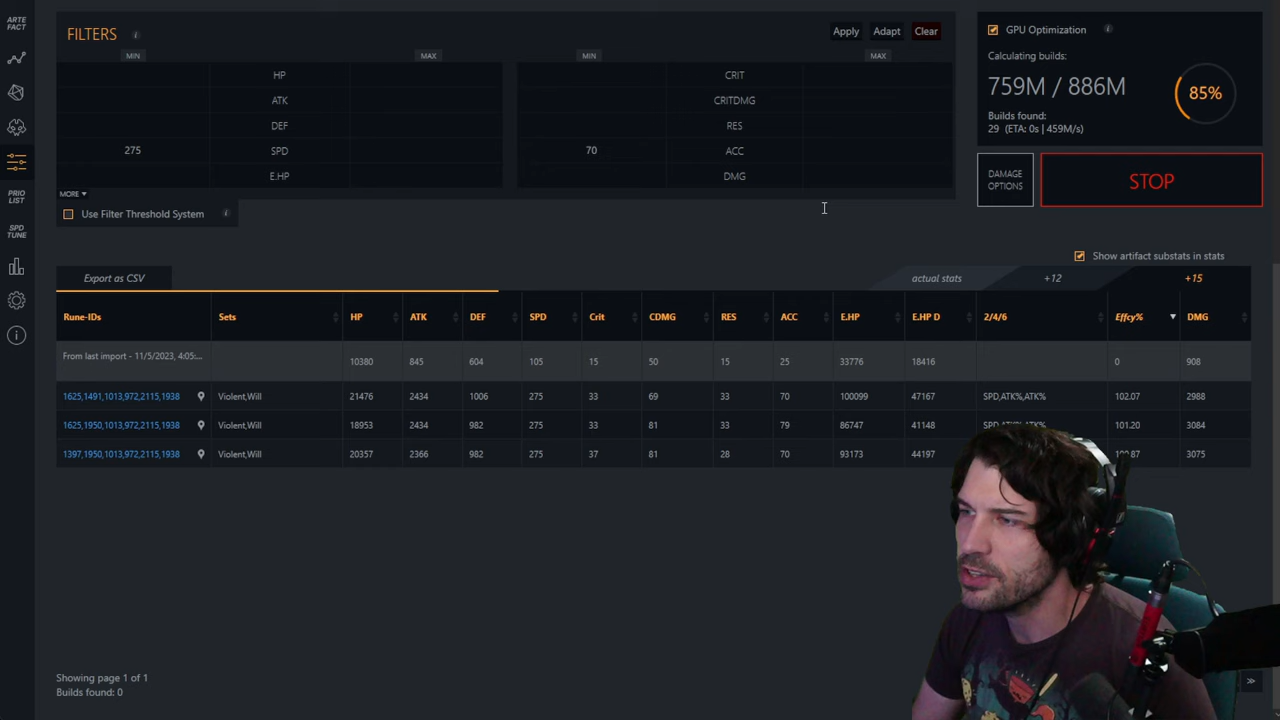 ARTE
FACT
PRIO
LIST
SPD
TUNE
FILTERS
Apply
Adapt
Clear
MIN
MAX
MIN
MAX
HP
CRIT
ATK
CRITDMG
DEF
RES
275
SPD
70
ACC
E.HP
DMG
MORE
Use Filter Threshold System
GPU Optimization
Calculating builds:
759M / 886M
85%
Builds found:
29 (ETA: 0s | 459M/s)
DAMAGE
OPTIONS
STOP
Show artifact substats in stats
Export as CSV
actual stats
+12
+15
Rune-IDs Sets HP ATK DEF SPD Crit CDMG RES ACC E.HP E.HP D 2/4/6 Effcy% DMG
From last import - 11/5/2023, 4:05:... 10380 845 604 105 15 50 15 25 33776 18416 0 908
1625,1491,1013,972,2115,1938 Violent,Will 21476 2434 1006 275 33 69 33 70 100099 47167 SPD,ATK%,ATK% 102.07 2988
1625,1950,1013,972,2115,1938 Violent,Will 18953 2434 982 275 33 81 33 79 86747 41148 SPD,ATK%,ATK% 101.20 3084
1397,1950,1013,972,2115,1938 Violent,Will 20357 2366 982 275 37 81 28 70 93173 44197 3075
Showing page 1 of 1
Builds found: 0